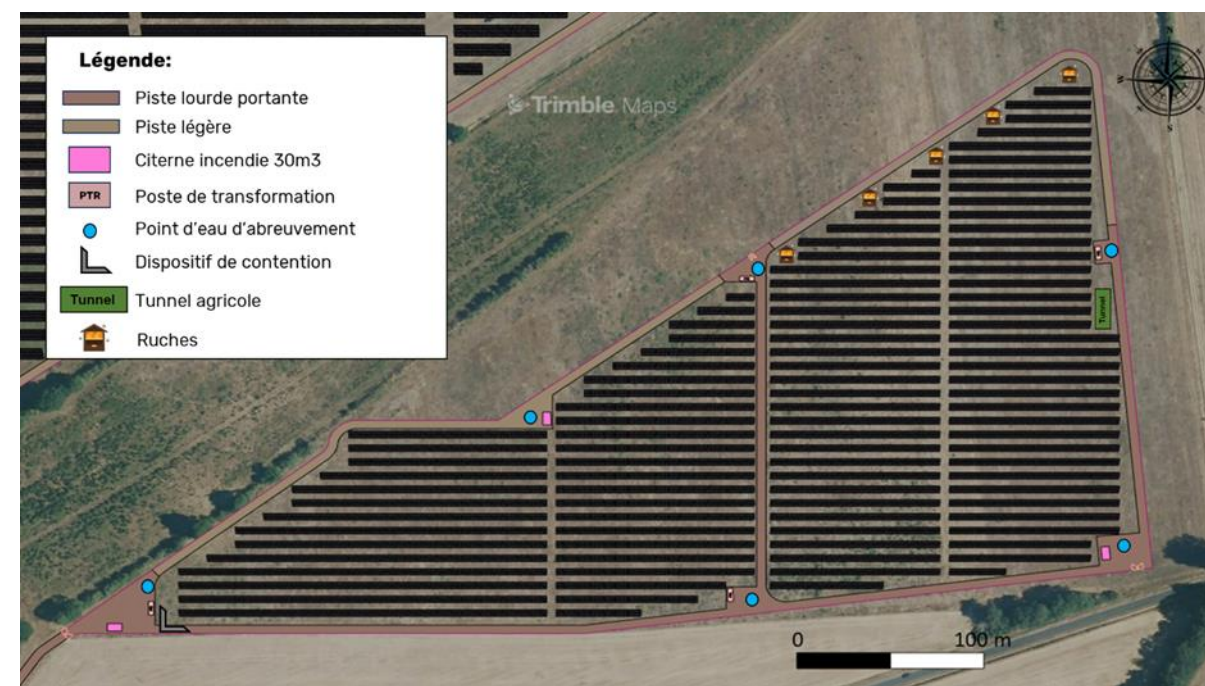 Légende:
Piste lourde portante
Piste légère
Citerne incendie 30m3
PTR Poste de transformation
Point d'eau d'abreuvement
Dispositif de contention
Tunnel Tunnel agricole
Ruches
Trimble Maps
N
W
E
S
Tunnel
0 100 m